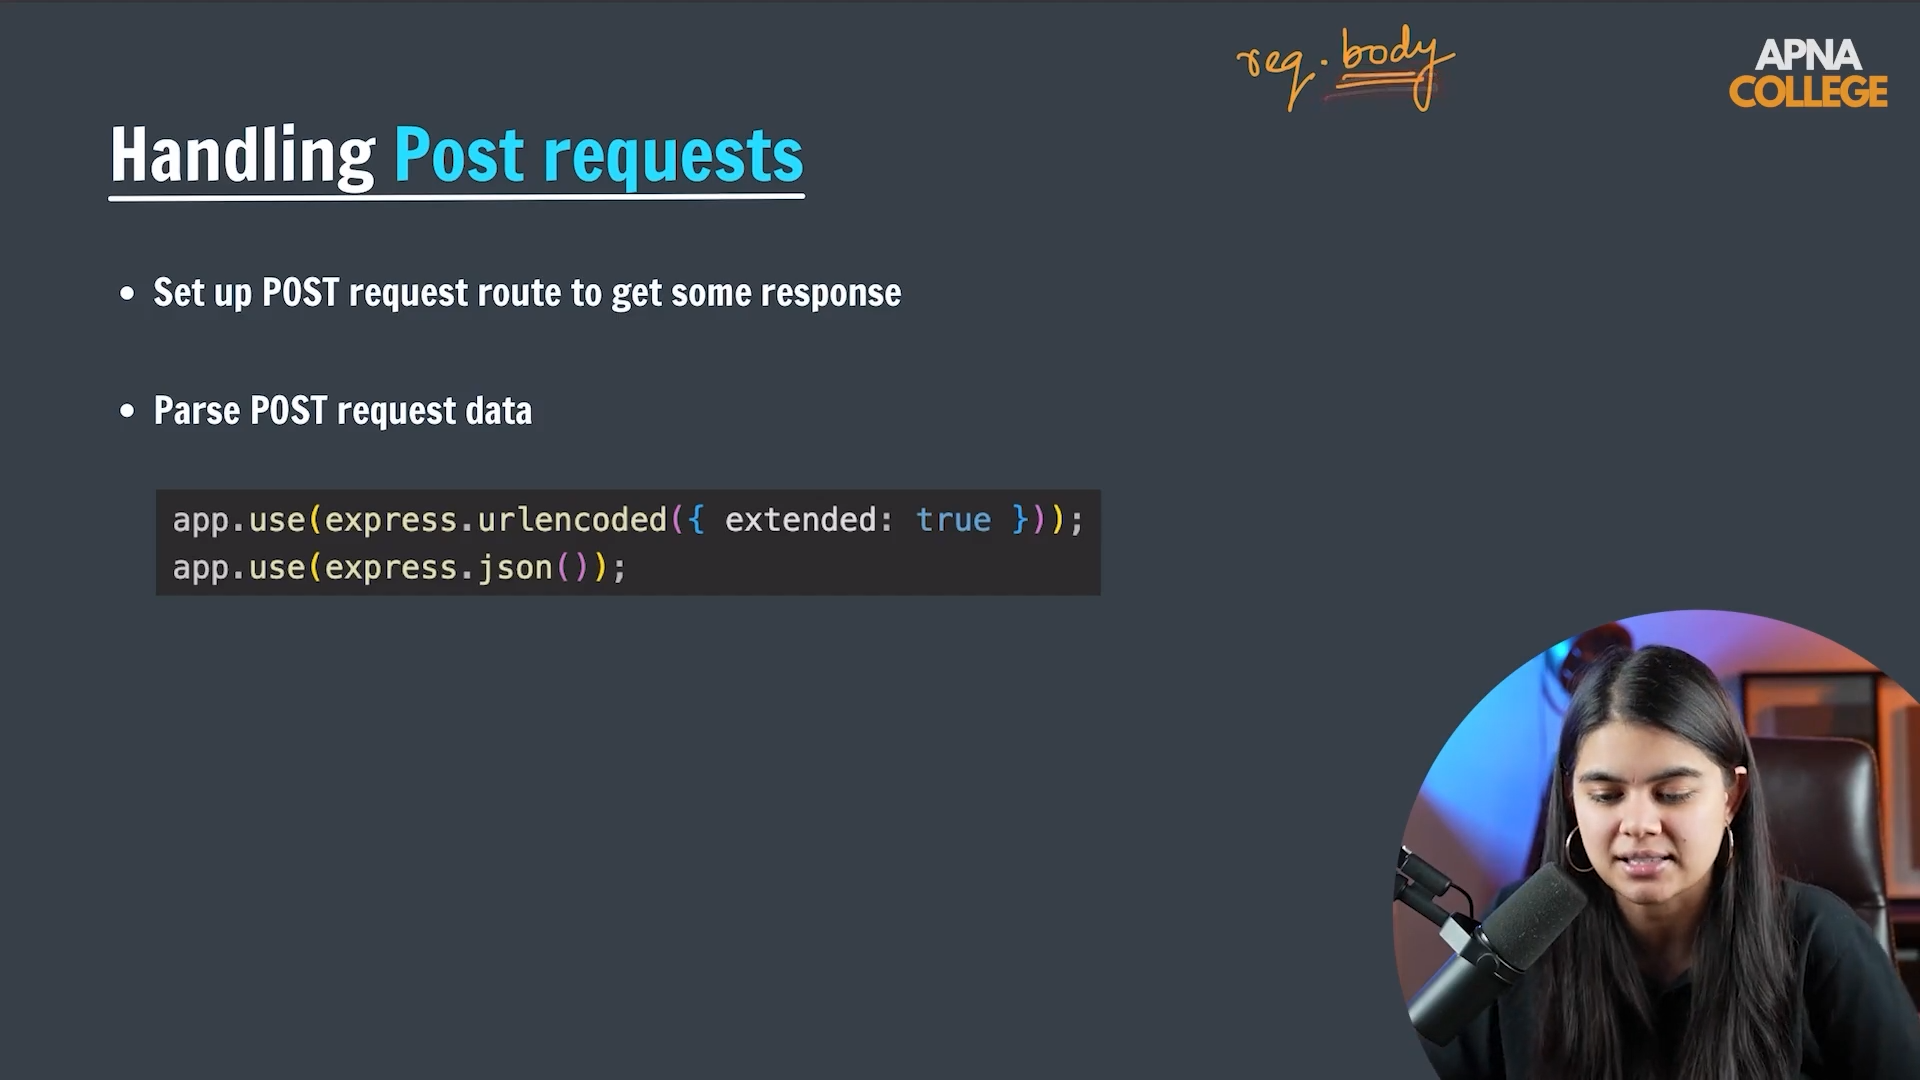 req.body
APNA
COLLEGE
Handling Post requests
• Set up POST request route to get some response
• Parse POST request data
app.use(express.urlencoded({ extended: true }));
app.use(express.json());